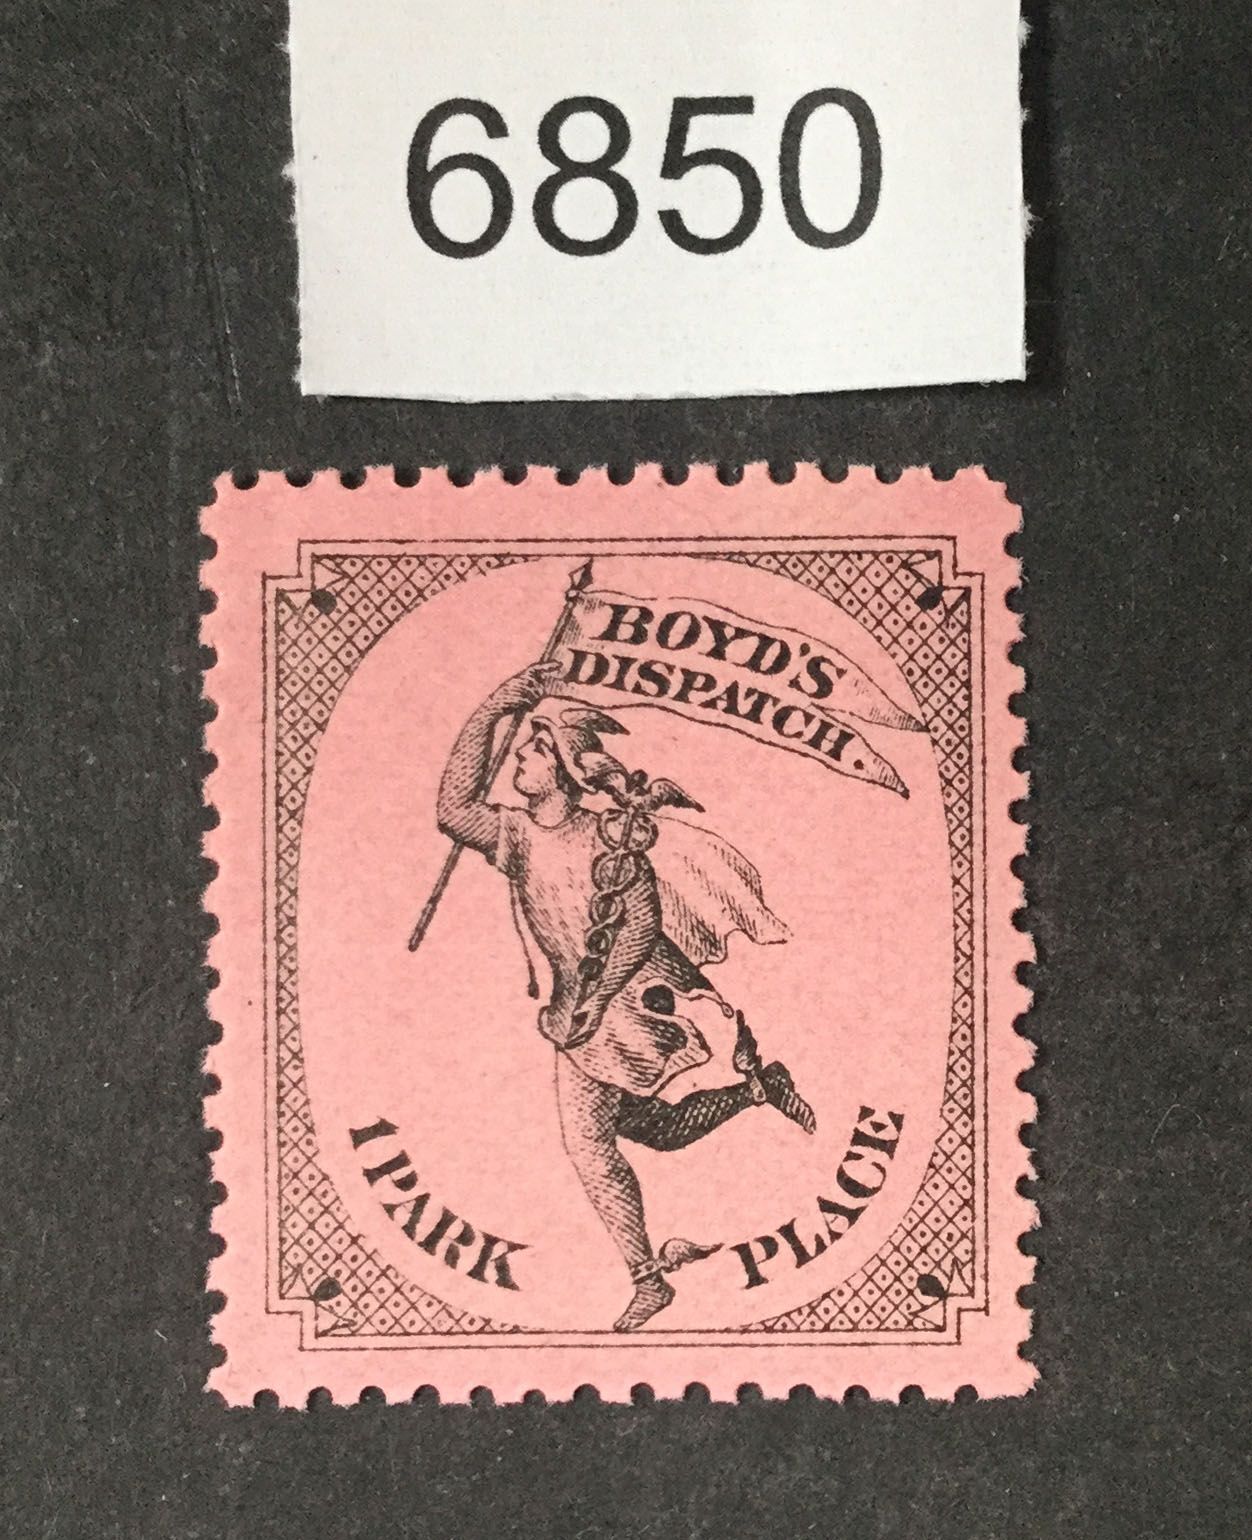 6850
BOYD'S
DISPATCH.
1 PARK PLACE